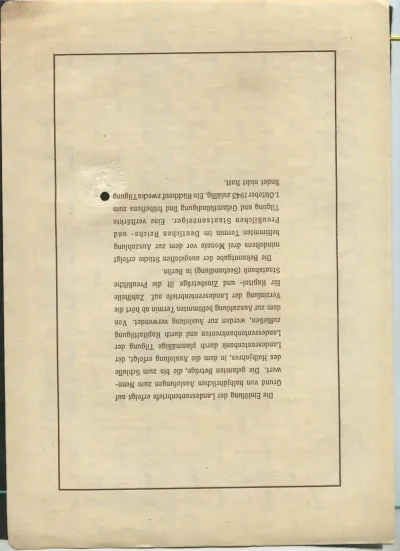 Die Einlösung der Landesrentenbriefe erfolgt auf
Grund von halbjährlichen Auslosungen zum Nenn-
wert. Die gesamten Beträge, die bis zum Schlusse
des Halbjahres, in dem die Auslosung erfolgt, der
Landesrentenbank durch planmäßige Tilgung der
Landesrentenbankrenten und durch Kapitalablösung
zufließen, werden zur Auslosung verwendet. Von
dem zur Auszahlung bestimmten Termin ab hört die
Verzinsung der Landesrentenbriefe auf. Zahlstelle
für Kapital- und Zinsbeträge ist die Preußische
Staatsbank (Seehandlung) in Berlin.
Die Bekanntgabe der ausgelosten Stücke erfolgt
mindestens drei Monate vor dem zur Auszahlung
bestimmten Termin im Deutschen Reichs- und
Preußischen Staatsanzeiger. Eine verstärkte
Tilgung und Gesamtkündigung sind frühestens zum
1. Oktober 1943 zulässig. Ein Rückkauf zwecks Tilgung
findet nicht statt.